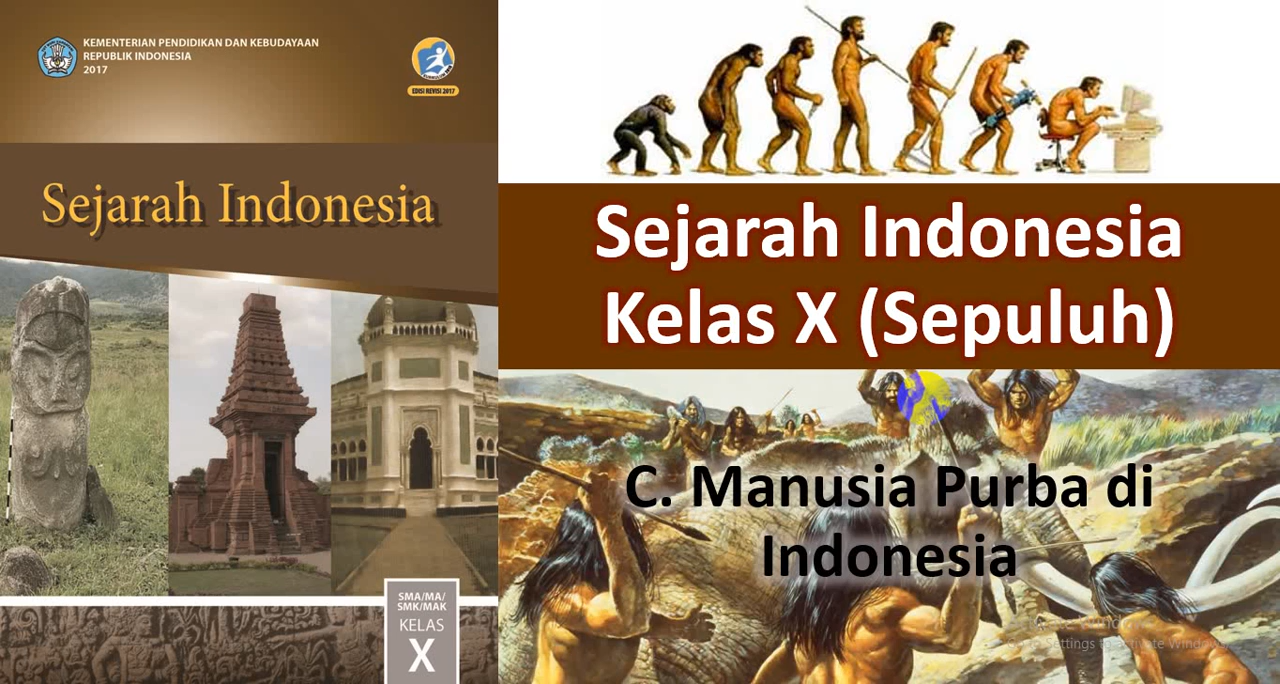 KEMENTERIAN PENDIDIKAN DAN KEBUDAYAAN
REPUBLIK INDONESIA
2017
EDISI REVISI 2017
Sejarah Indonesia
SMA/MA/
SMK/MAK
KELAS
X
Sejarah Indonesia
Kelas X (Sepuluh)
C. Manusia Purba di
Indonesia